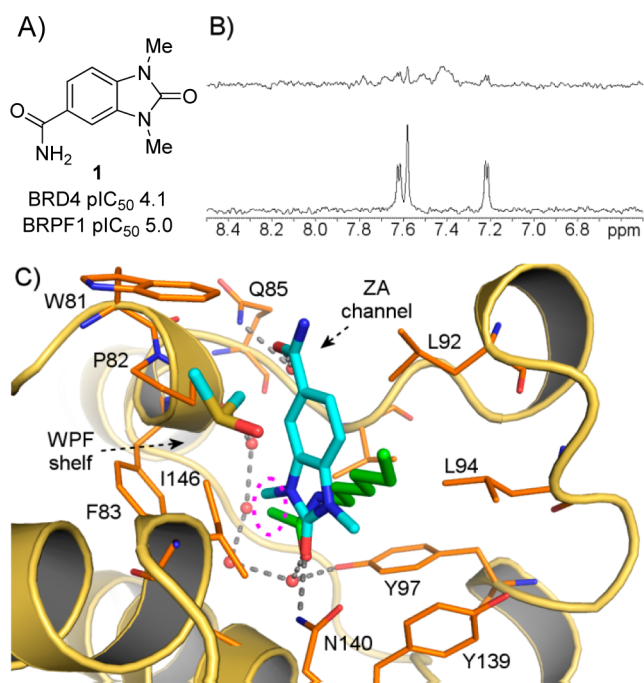 A)
B)
Me
N
O
N
O
Me
NH₂
1
BRD4 pIC₅₀ 4.1
BRPF1 pIC₅₀ 5.0
8.4 8.2 8.0 7.8 7.6 7.4 7.2 7.0 6.8 ppm
C)
W81
Q85
ZA
channel
P82
L92
WPF
shelf
I146
L94
F83
Y97
N140
Y139